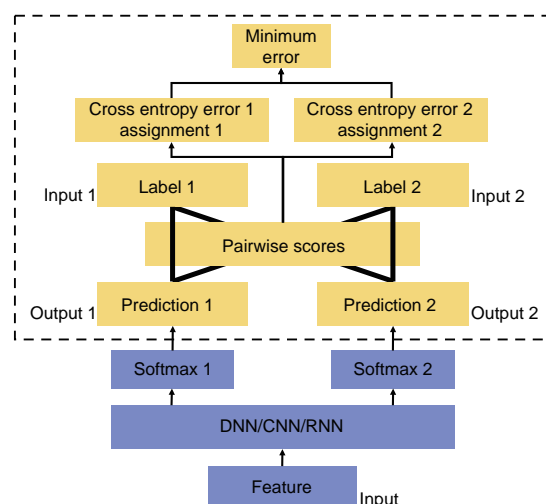 Minimum
error
Cross entropy error 1
assignment 1
Cross entropy error 2
assignment 2
Input 1
Label 1
Label 2
Input 2
Pairwise scores
Output 1
Prediction 1
Prediction 2
Output 2
Softmax 1
Softmax 2
DNN/CNN/RNN
Feature
Input